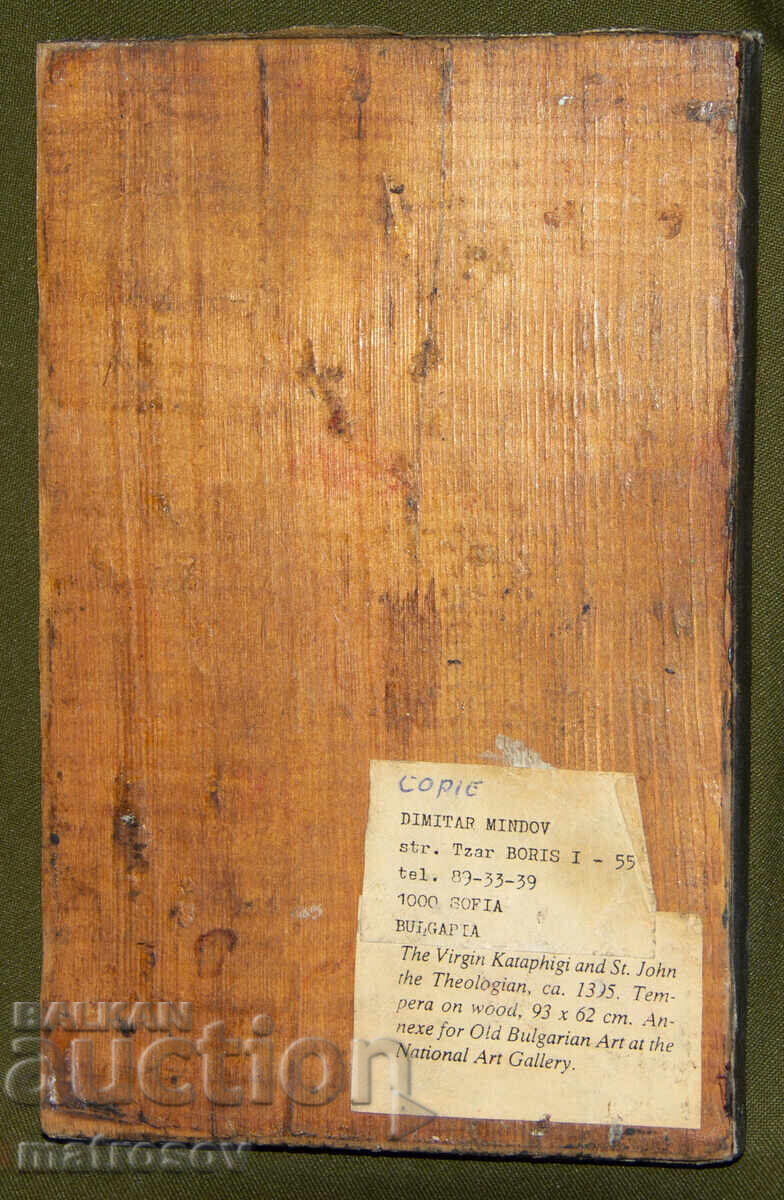 COPIE
DIMITAR MINDOV
str. Tzar BORIS I - 55
tel. 89-33-39
1000 SOFIA
BULGARIA
The Virgin Kataphigi and St. John
the Theologian, ca. 1395. Tem-
pera on wood, 93 x 62 cm. An-
nexe for Old Bulgarian Art at the
National Art Gallery.
BALKAN
auction
matrosov